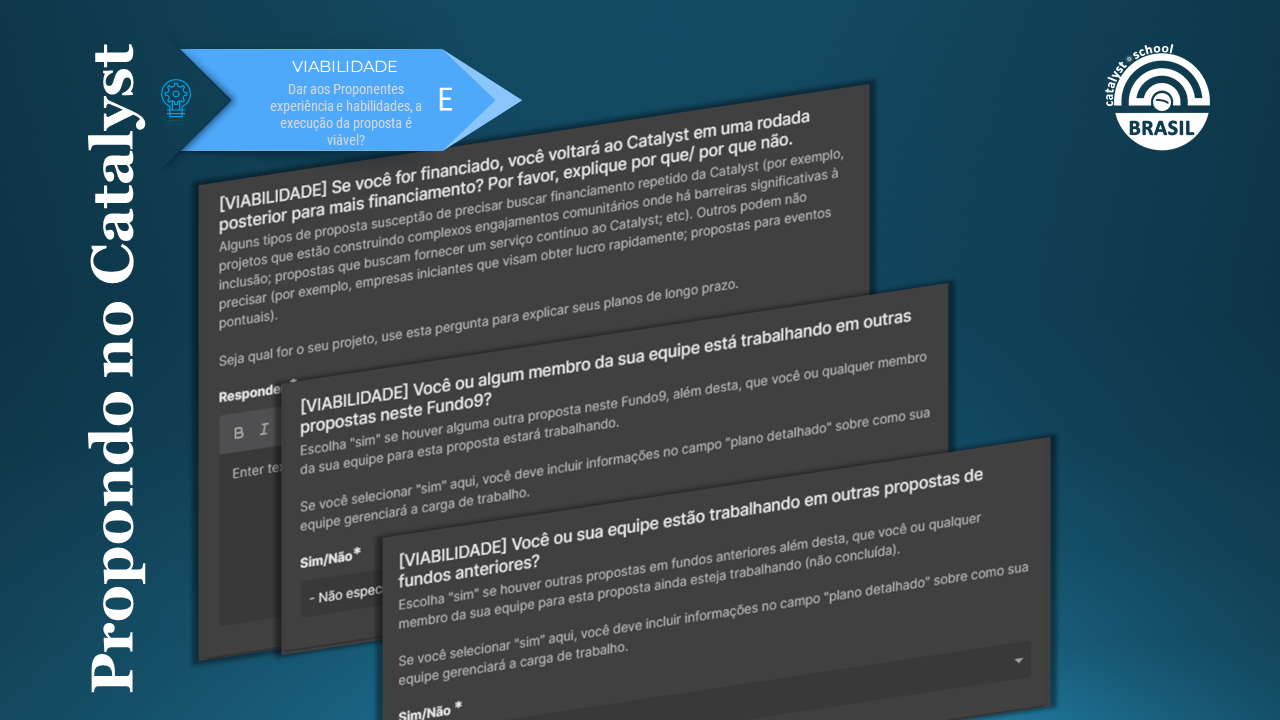 Propondo no Catalyst
VIABILIDADE
Dar aos Proponentes
experiência e habilidades, a
execução da proposta é
viável?
E
catalyst school
BRASIL
[VIABILIDADE] Se você for financiado, você voltará ao Catalyst em uma rodada
posterior para mais financiamento? Por favor, explique por que/ por que não.
Alguns tipos de proposta susceptão de precisar buscar financiamento repetido da Catalyst (por exemplo,
projetos que estão construindo complexos engajamentos comunitários onde há barreiras significativas à
inclusão; propostas que buscam fornecer um serviço contínuo ao Catalyst; etc). Outros podem não
precisar (por exemplo, empresas iniciantes que visam obter lucro rapidamente; propostas para eventos
pontuais).
Seja qual for o seu projeto, use esta pergunta para explicar seus planos de longo prazo.
Responder *
B I
Enter te
[VIABILIDADE] Você ou algum membro da sua equipe está trabalhando em outras
propostas neste Fundo9?
Escolha "sim" se houver alguma outra proposta neste Fundo9, além desta, que você ou qualquer membro
da sua equipe para esta proposta estará trabalhando.
Se você selecionar "sim" aqui, você deve incluir informações no campo "plano detalhado" sobre como sua
equipe gerenciará a carga de trabalho.
Sim/Não *
- Não espec
[VIABILIDADE] Você ou sua equipe estão trabalhando em outras propostas de
fundos anteriores?
Escolha "sim" se houver outras propostas em fundos anteriores além desta, que você ou qualquer
membro da sua equipe para esta proposta ainda esteja trabalhando (não concluída).
Se você selecionar "sim" aqui, você deve incluir informações no campo "plano detalhado" sobre como sua
equipe gerenciará a carga de trabalho.
Sim/Não *